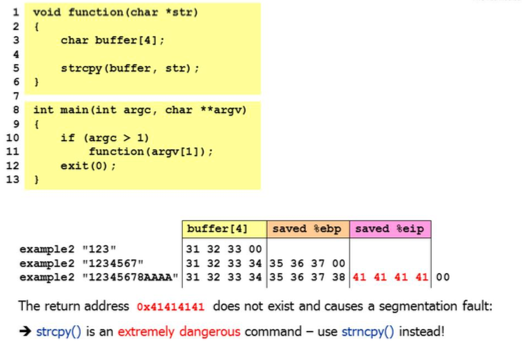 1 void function(char *str)
2 {
3     char buffer[4];
4
5     strcpy(buffer, str);
6 }
7
8 int main(int argc, char **argv)
9 {
10     if (argc > 1)
11         function(argv[1]);
12     exit(0);
13 }
buffer[4] saved %ebp saved %eip
example2 "123" 31 32 33 00
example2 "1234567" 31 32 33 34 35 36 37 00
example2 "12345678AAAA" 31 32 33 34 35 36 37 38 41 41 41 41 00
The return address 0x41414141 does not exist and causes a segmentation fault:
➔ strcpy() is an extremely dangerous command – use strncpy() instead!